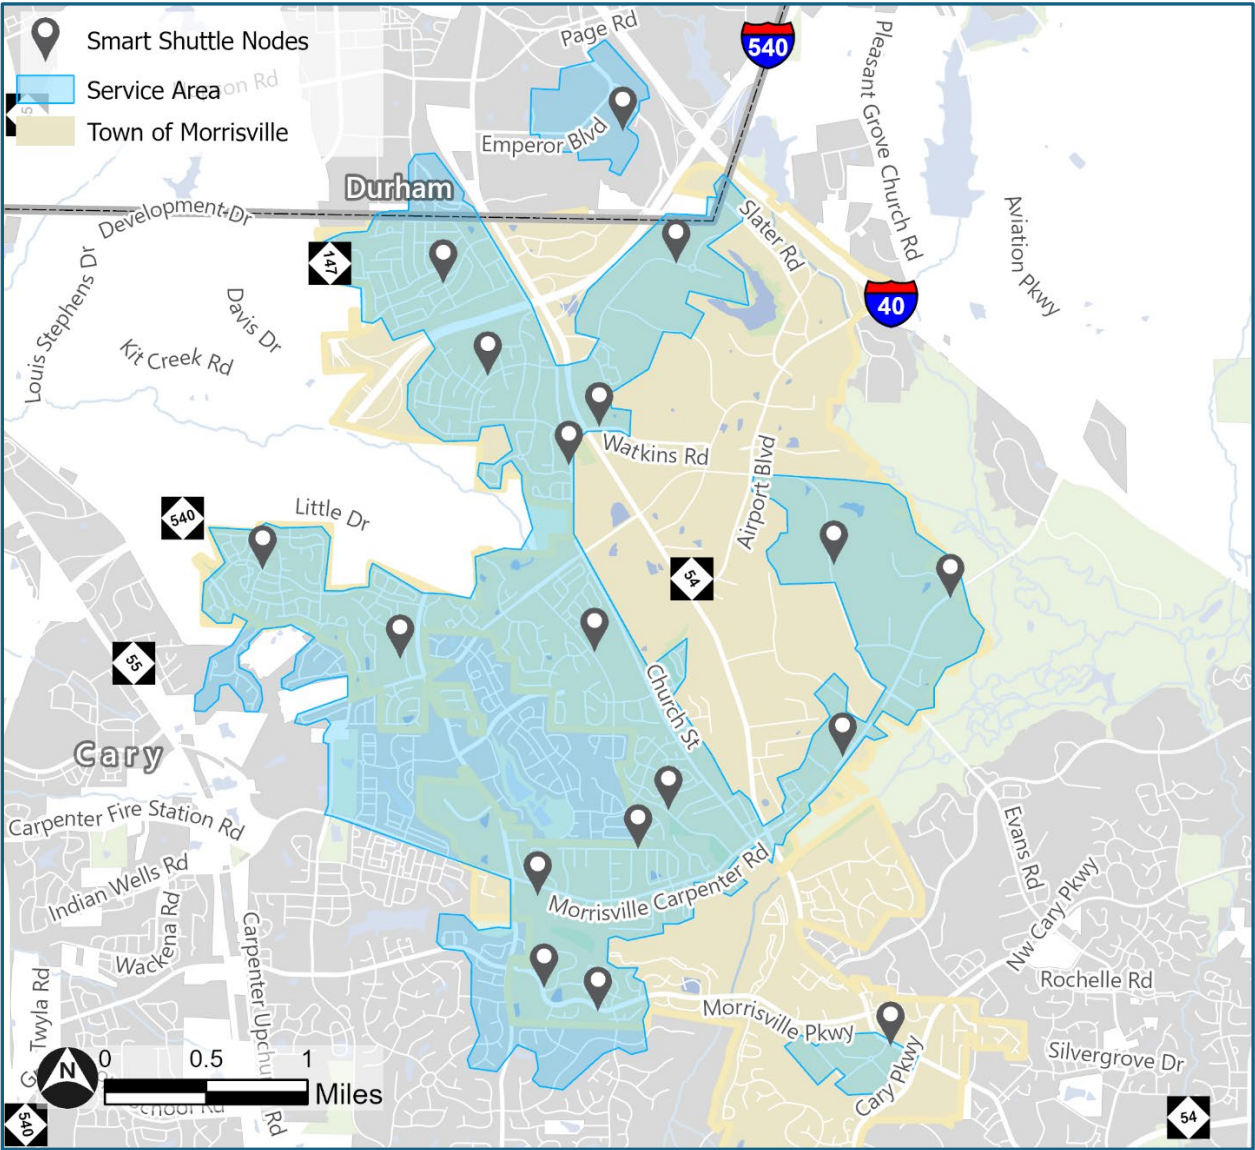 Smart Shuttle Nodes
Service Area
Town of Morrisville
Page Rd
540
Pleasant Grove Church Rd
Emperor Blvd
Durham
Development Dr
Slater Rd
Aviation Pkwy
147
40
Louis Stephens Dr
Davis Dr
Kit Creek Rd
Watkins Rd
Airport Blvd
540
Little Dr
54
55
Church St
Cary
Carpenter Fire Station Rd
Evans Rd
Indian Wells Rd
Morrisville Carpenter Rd
Nw Cary Pkwy
Wackena Rd
Carpenter Upchurch Rd
Twyla Rd
Rochelle Rd
Morrisville Pkwy
Silvergrove Dr
Cary Pkwy
N
0 0.5 1
Miles
School Rd
540
54